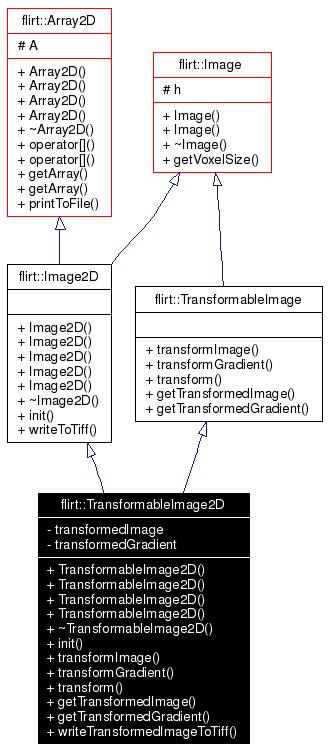 flirt::Array2D
# A
+ Array2D()
+ Array2D()
+ Array2D()
+ Array2D()
+ ~Array2D()
+ operator[]()
+ operator[]()
+ getArray()
+ getArray()
+ printToFile()
flirt::Image
# h
+ Image()
+ Image()
+ ~Image()
+ getVoxelSize()
flirt::Image2D
+ Image2D()
+ Image2D()
+ Image2D()
+ Image2D()
+ Image2D()
+ ~Image2D()
+ init()
+ writeToTiff()
flirt::TransformableImage
+ transformImage()
+ transformGradient()
+ transform()
+ getTransformedImage()
+ getTransformedGradient()
flirt::TransformableImage2D
- transformedImage
- transformedGradient
+ TransformableImage2D()
+ TransformableImage2D()
+ TransformableImage2D()
+ TransformableImage2D()
+ ~TransformableImage2D()
+ init()
+ transformImage()
+ transformGradient()
+ transform()
+ getTransformedImage()
+ getTransformedGradient()
+ writeTransformedImageToTiff()